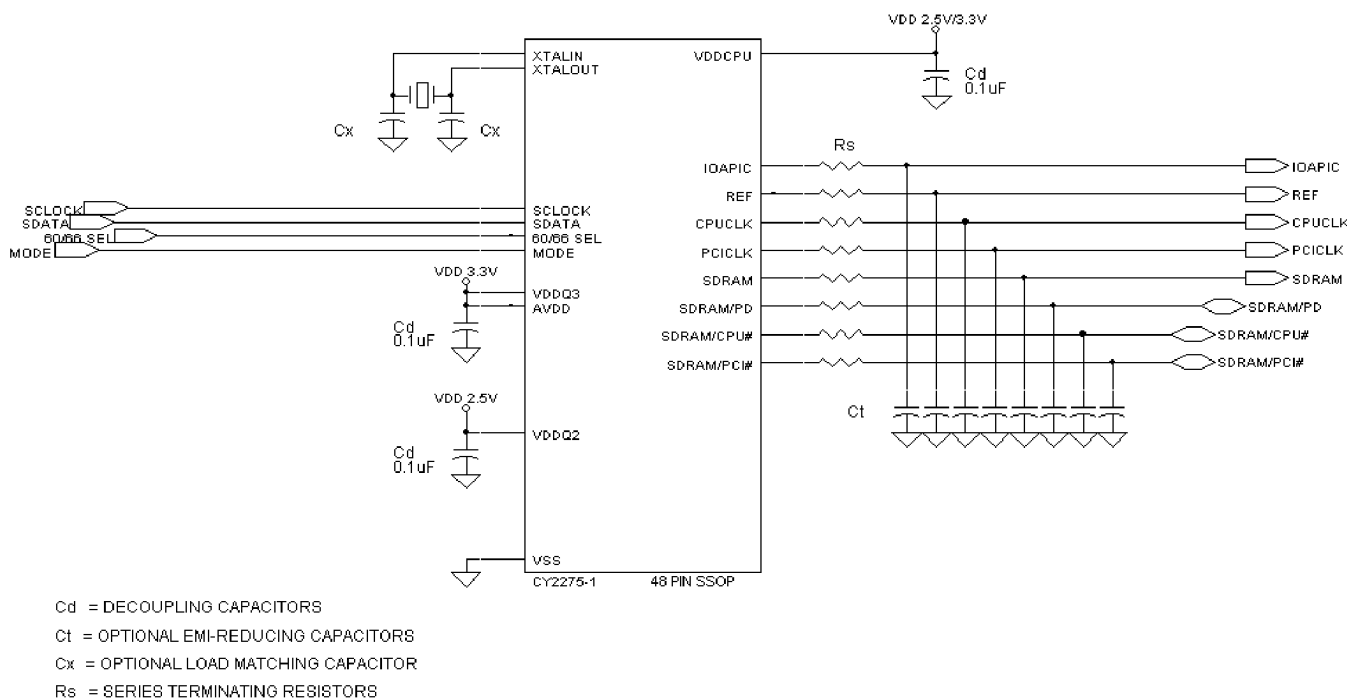 VDD 2.5V/3.3V
XTALIN
XTALOUT
VDDCPU
Cd
0.1uF
Cx
Cx
Rs
IOAPIC
IOAPIC
REF
REF
SCLOCK
SCLOCK
SDATA
SDATA
CPUCLK
CPUCLK
60/66 SEL
60/66 SEL
MODE
MODE
PCICLK
PCICLK
VDD 3.3V
SDRAM
SDRAM
VDDQ3
AVDD
SDRAM/PD
SDRAM/PD
Cd
0.1uF
SDRAM/CPU#
SDRAM/CPU#
SDRAM/PCI#
SDRAM/PCI#
VDD 2.5V
Ct
VDDQ2
Cd
0.1uF
VSS
CY2275-1
48 PIN SSOP
Cd = DECOUPLING CAPACITORS
Ct = OPTIONAL EMI-REDUCING CAPACITORS
Cx = OPTIONAL LOAD MATCHING CAPACITOR
Rs = SERIES TERMINATING RESISTORS